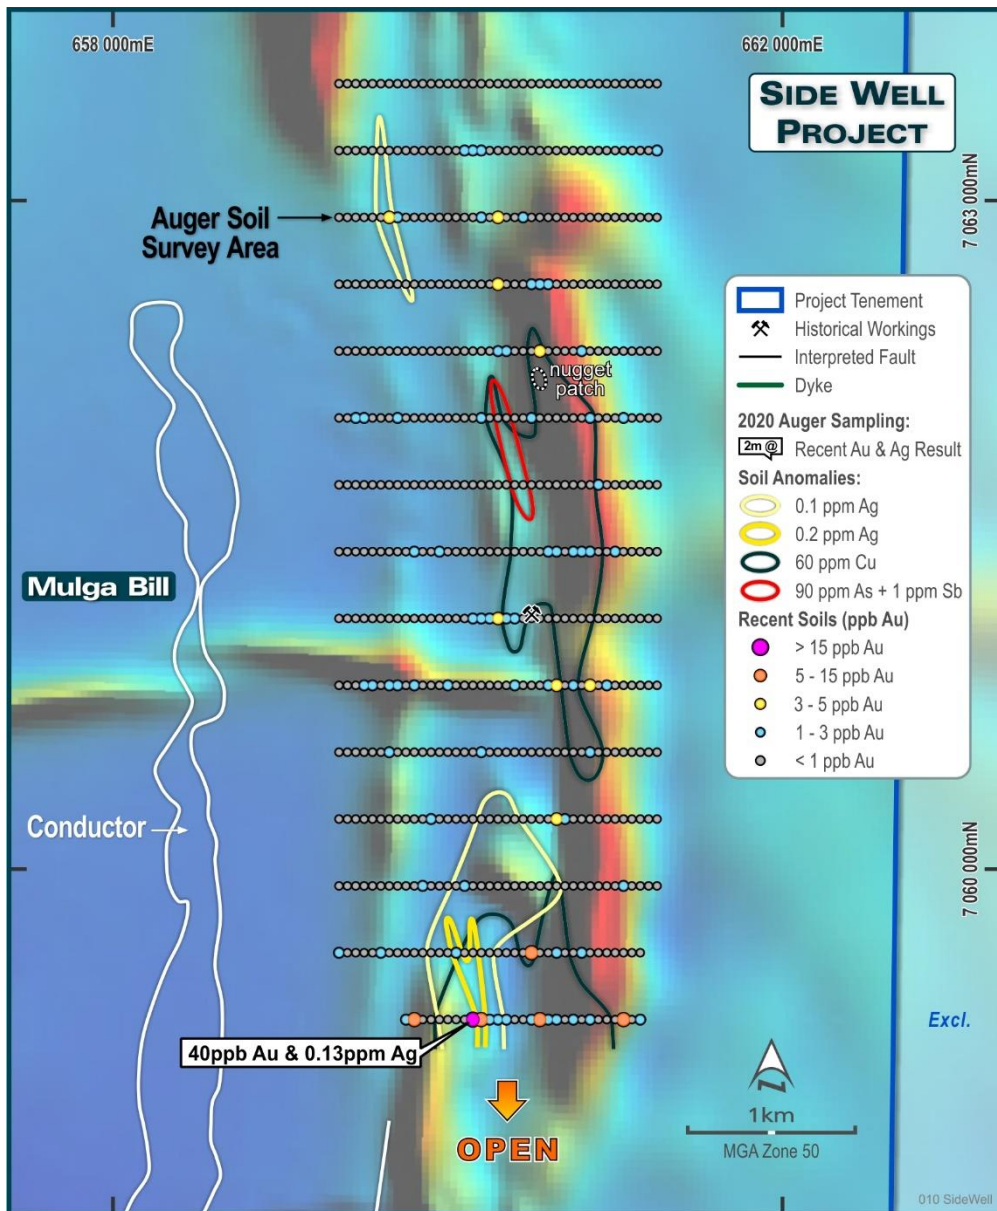 658 000mE
662 000mE
SIDE WELL
PROJECT
7 063 000mN
Auger Soil
Survey Area
Project Tenement
Historical Workings
Interpreted Fault
Dyke
2020 Auger Sampling:
2m @
Recent Au & Ag Result
Soil Anomalies:
0.1 ppm Ag
0.2 ppm Ag
60 ppm Cu
90 ppm As + 1 ppm Sb
Recent Soils (ppb Au)
> 15 ppb Au
5 - 15 ppb Au
3 - 5 ppb Au
1 - 3 ppb Au
< 1 ppb Au
nugget
patch
Mulga Bill
Conductor
7 060 000mN
Excl.
40ppb Au & 0.13ppm Ag
OPEN
N
1km
MGA Zone 50
010 SideWell